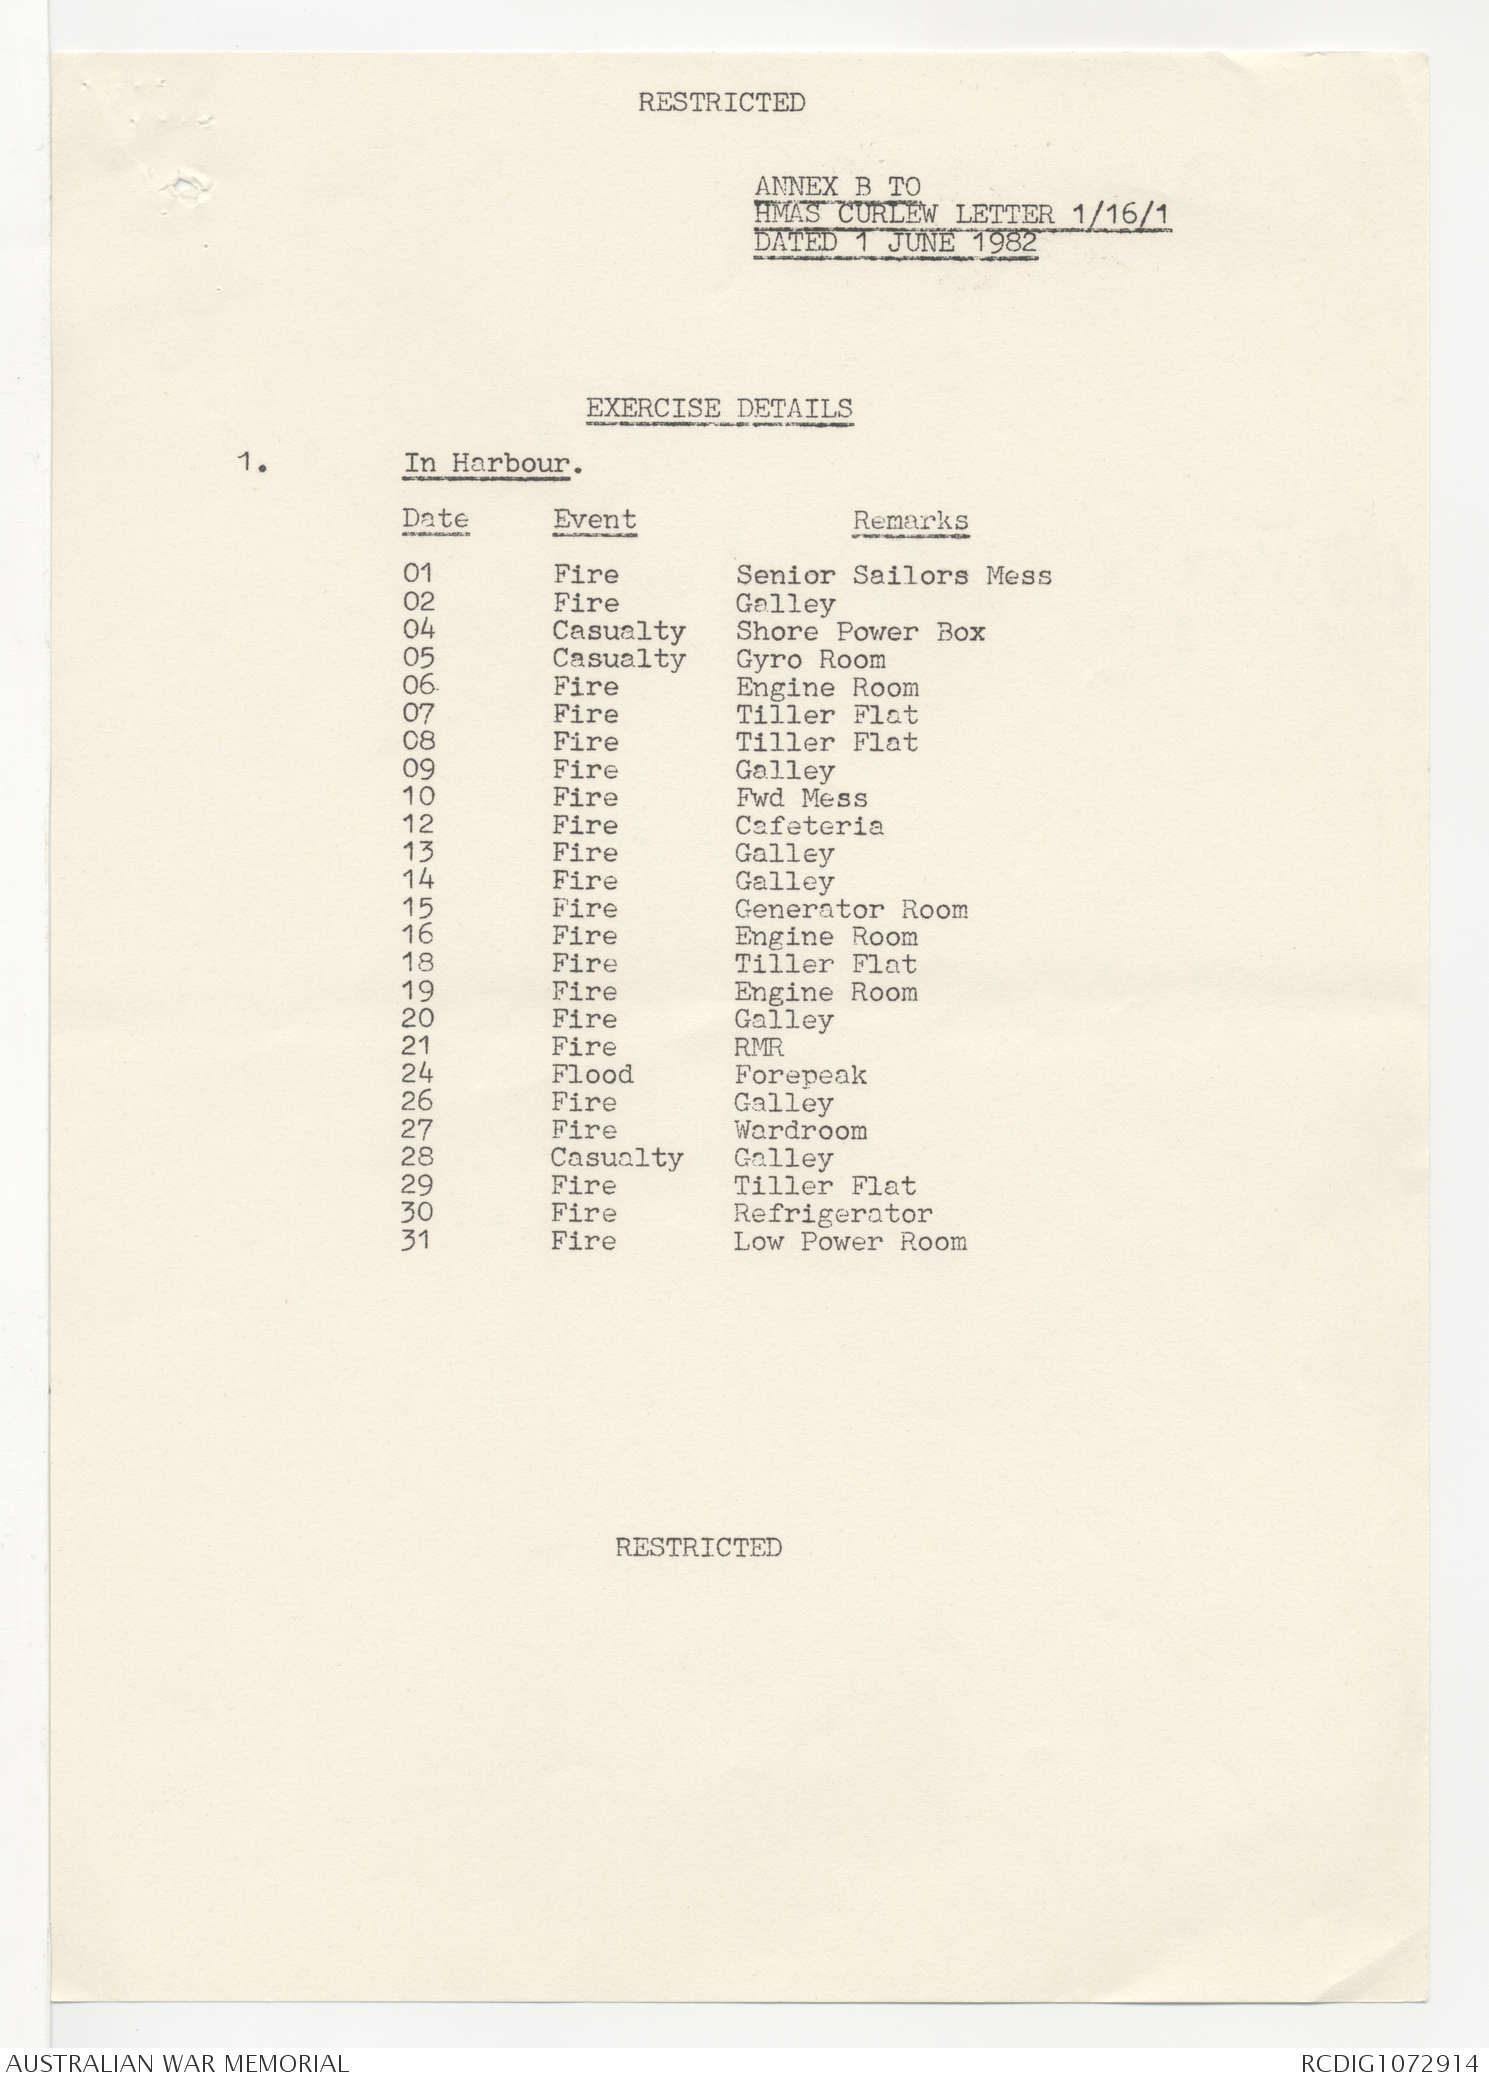 RESTRICTED
ANNEX B TO
HMAS CURLEW LETTER 1/16/1
DATED 1 JUNE 1982
EXERCISE DETAILS
1. In Harbour.
Date Event Remarks
01 Fire Senior Sailors Mess
02 Fire Galley
04 Casualty Shore Power Box
05 Casualty Gyro Room
06 Fire Engine Room
07 Fire Tiller Flat
08 Fire Tiller Flat
09 Fire Galley
10 Fire Fwd Mess
12 Fire Cafeteria
13 Fire Galley
14 Fire Galley
15 Fire Generator Room
16 Fire Engine Room
18 Fire Tiller Flat
19 Fire Engine Room
20 Fire Galley
21 Fire RMR
24 Flood Forepeak
26 Fire Galley
27 Fire Wardroom
28 Casualty Galley
29 Fire Tiller Flat
30 Fire Refrigerator
31 Fire Low Power Room
RESTRICTED
AUSTRALIAN WAR MEMORIAL RCDIG1072914